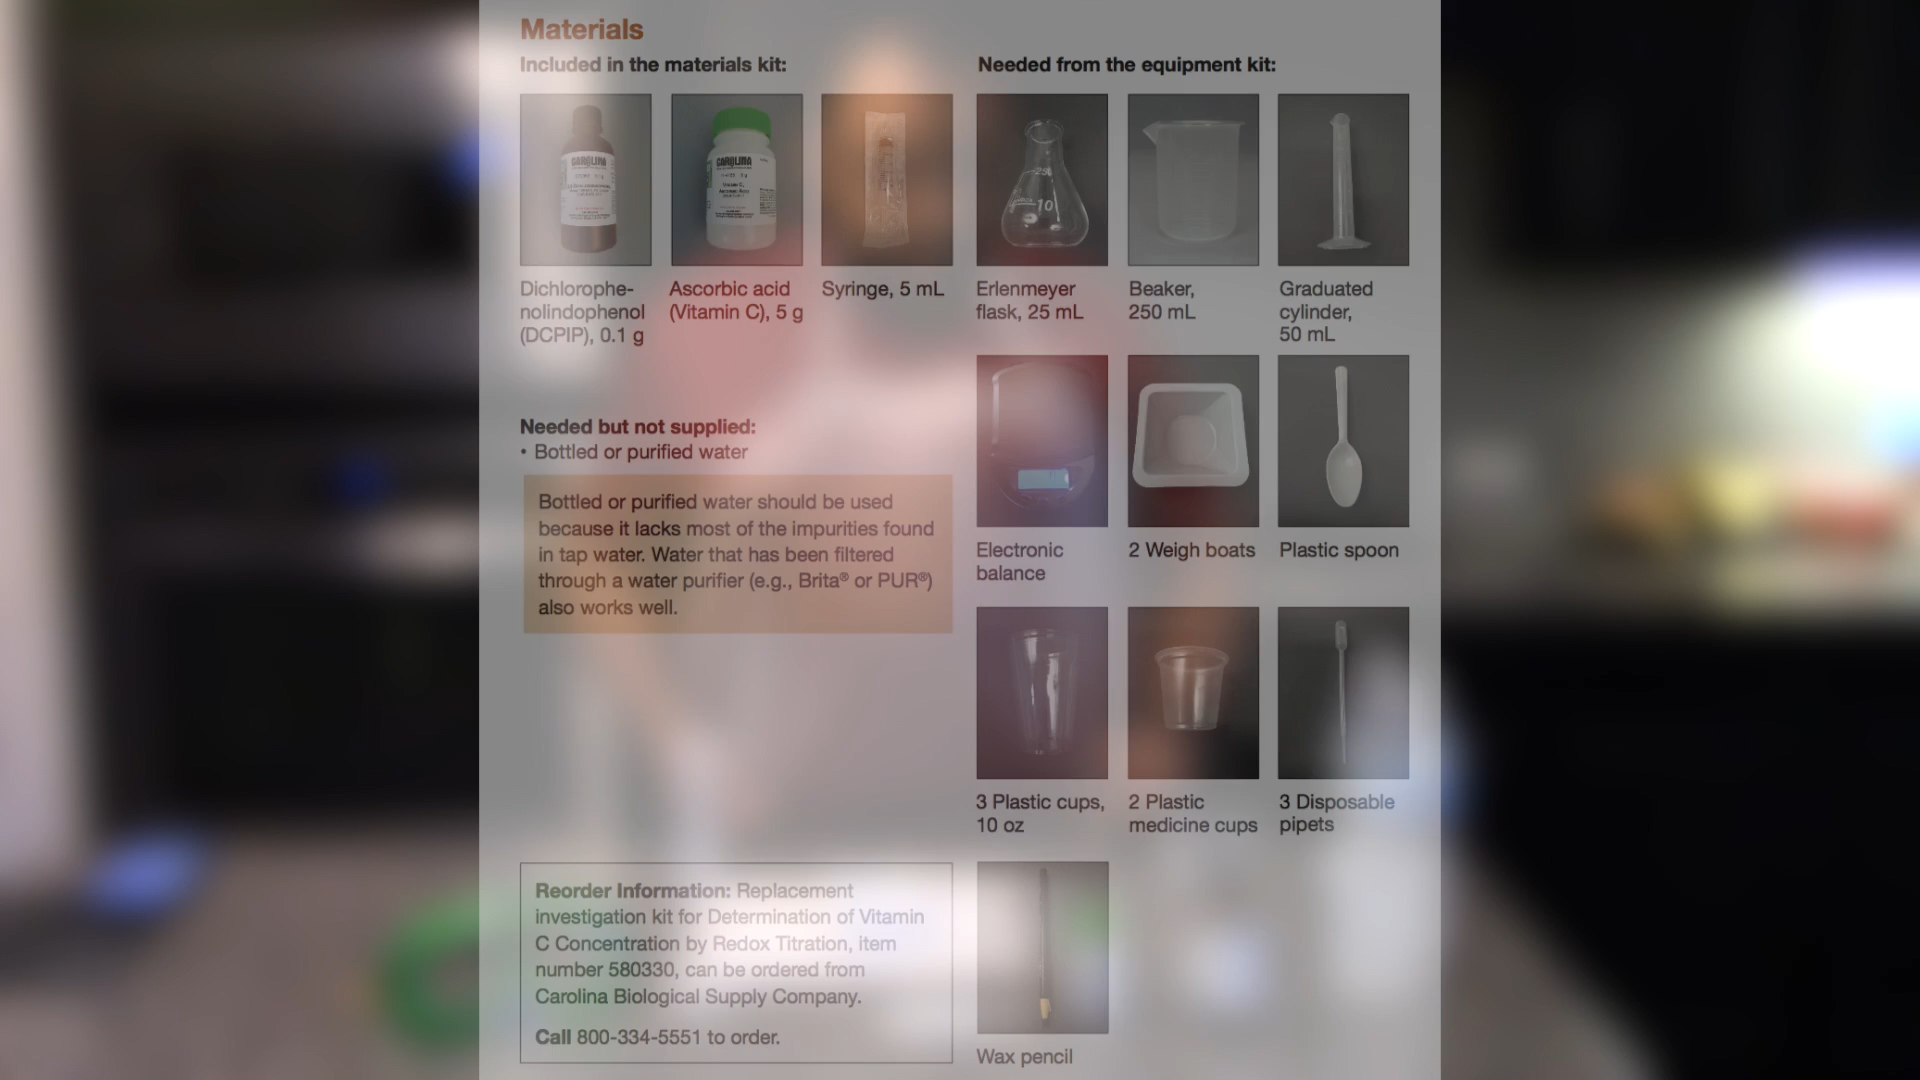 Materials
Included in the materials kit:
CAROLINA
CAROLINA
Dichlorophe-
nolindophenol
(DCPIP), 0.1 g
Ascorbic acid
(Vitamin C), 5 g
Syringe, 5 mL
Needed but not supplied:
• Bottled or purified water
Bottled or purified water should be used
because it lacks most of the impurities found
in tap water. Water that has been filtered
through a water purifier (e.g., Brita® or PUR®)
also works well.
Reorder Information: Replacement
investigation kit for Determination of Vitamin
C Concentration by Redox Titration, item
number 580330, can be ordered from
Carolina Biological Supply Company.
Call 800-334-5551 to order.
Needed from the equipment kit:
10
Erlenmeyer
flask, 25 mL
Beaker,
250 mL
Graduated
cylinder,
50 mL
Electronic
balance
2 Weigh boats
Plastic spoon
3 Plastic cups,
10 oz
2 Plastic
medicine cups
3 Disposable
pipets
Wax pencil